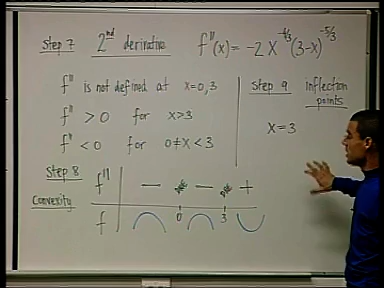 Step 7 2nd derivative f''(x) = -2 x^{-4/3} (3-x)^{-5/3}
f'' is not defined at x=0,3
f'' > 0 for x>3
f'' < 0 for 0≠x<3
Step 9 inflection
points
x=3
Step 8
Convexity
f'' — — +
0 3
f